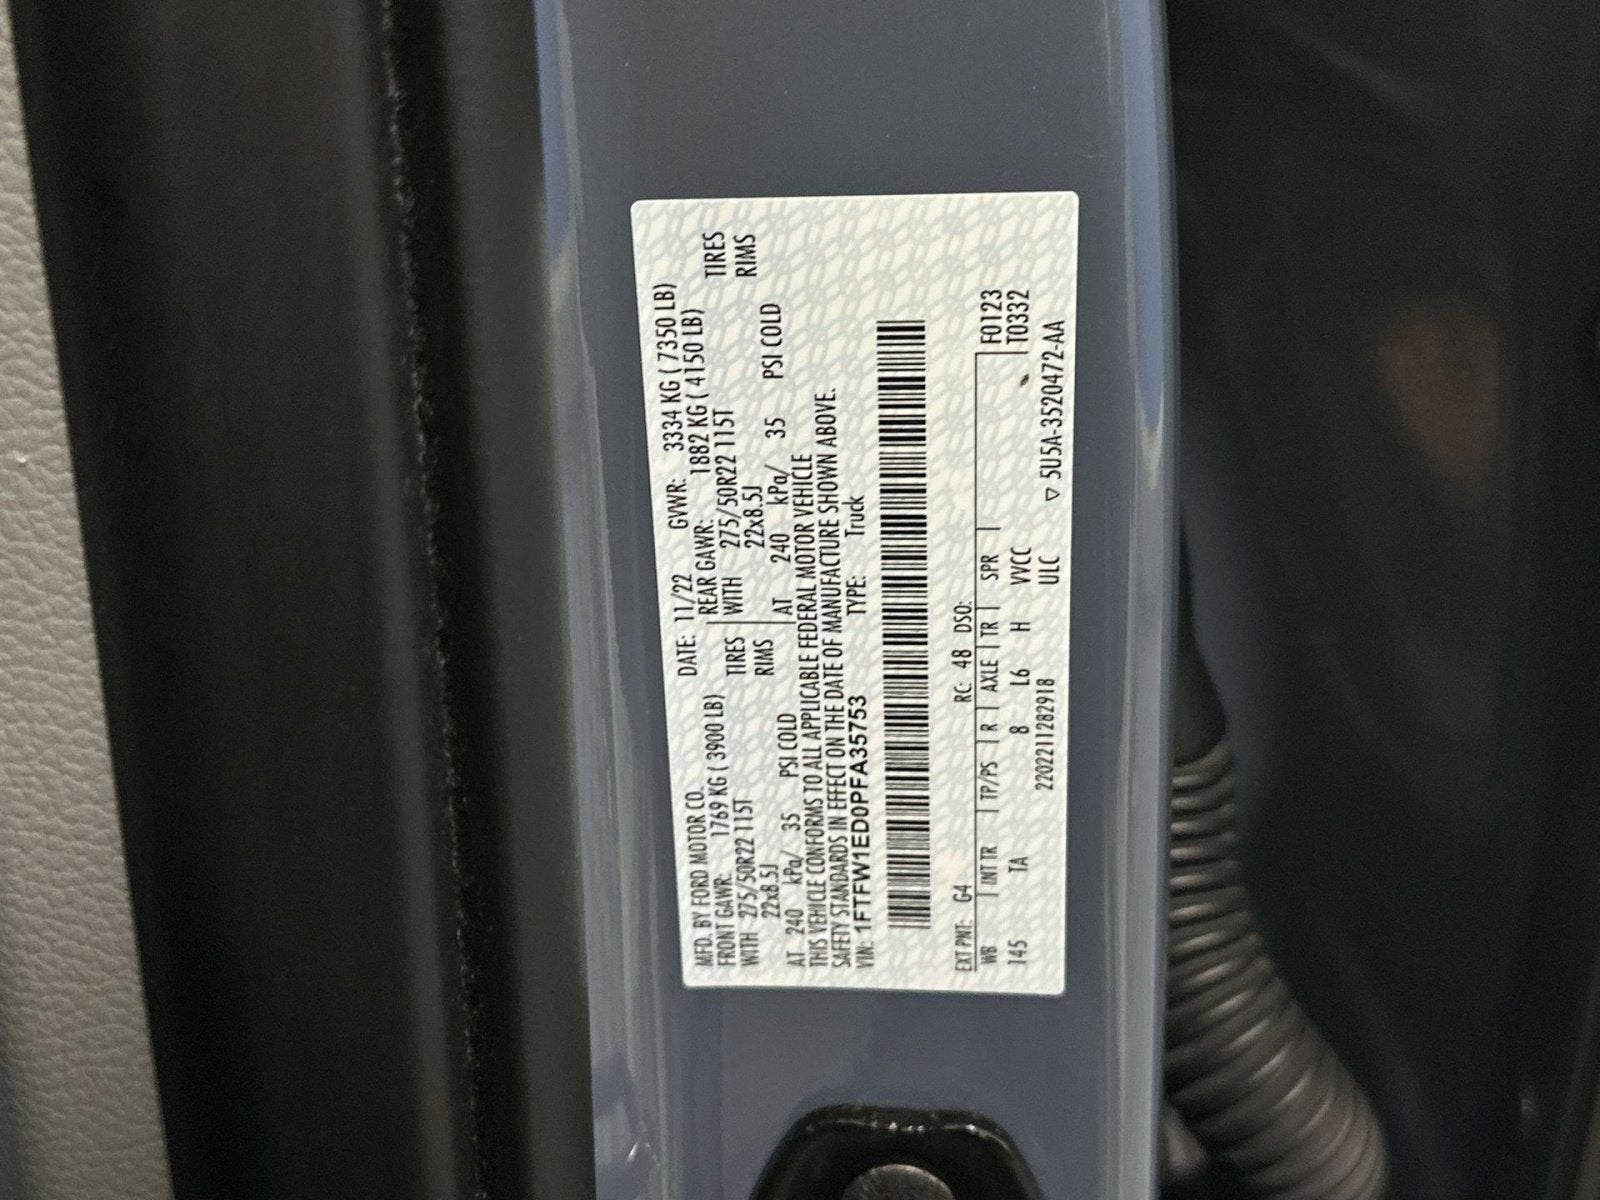 MFD. BY FORD MOTOR CO. DATE: 11/22 GVWR: 3334 KG ( 7350 LB)
FRONT GAWR: 1769 KG ( 3900 LB) REAR GAWR: 1882 KG ( 4150 LB)
WITH 275/50R22 115T TIRES WITH 275/50R22 115T TIRES
22x8.5J RIMS 22x8.5J RIMS
AT 240 kPa/ 35 PSI COLD AT 240 kPa/ 35 PSI COLD
THIS VEHICLE CONFORMS TO ALL APPLICABLE FEDERAL MOTOR VEHICLE
SAFETY STANDARDS IN EFFECT ON THE DATE OF MANUFACTURE SHOWN ABOVE.
VIN: 1FTFW1ED0PFA35753 TYPE: Truck
EXT PNT: G4 RC: 48 DSO: F0123
WB INT TR TP/PS R AXLE TR SPR T0332
145 TA 8 L6 H VVCC
220221128291​8 ULC ▽ 5U5A-3520472-AA